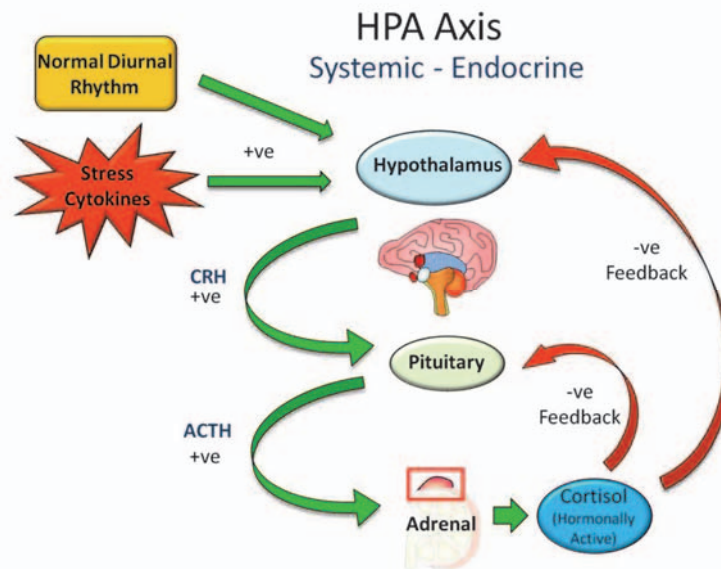 HPA Axis
Systemic - Endocrine
Normal Diurnal
Rhythm
+ve
Stress
Cytokines
Hypothalamus
-ve
Feedback
CRH
+ve
Pituitary
-ve
Feedback
ACTH
+ve
Adrenal
Cortisol
(Hormonally
Active)